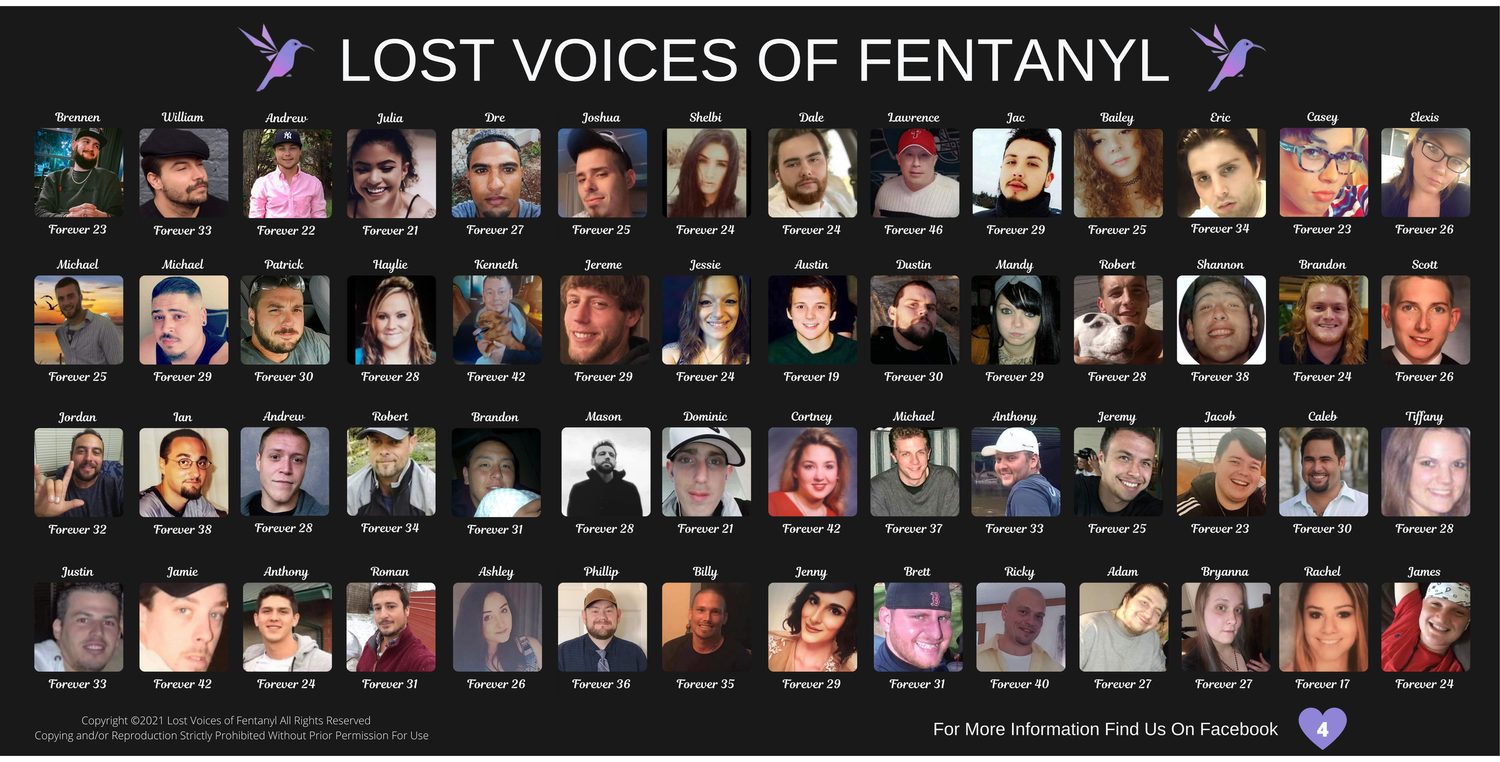 LOST VOICES OF FENTANYL
Brennen William Andrew Julia Dre Joshua Shelbi Dale Lawrence Jac Bailey Eric Casey Elexis
Forever 23 Forever 33 Forever 22 Forever 21 Forever 27 Forever 25 Forever 24 Forever 24 Forever 46 Forever 29 Forever 25 Forever 34 Forever 23 Forever 26
Michael Michael Patrick Haylie Kenneth Jereme Jessie Austin Dustin Mandy Robert Shannon Brandon Scott
Forever 25 Forever 29 Forever 30 Forever 28 Forever 42 Forever 29 Forever 24 Forever 19 Forever 30 Forever 29 Forever 28 Forever 38 Forever 24 Forever 26
Jordan Ian Andrew Robert Brandon Mason Dominic Cortney Michael Anthony Jeremy Jacob Caleb Tiffany
Forever 32 Forever 38 Forever 28 Forever 34 Forever 31 Forever 28 Forever 21 Forever 42 Forever 37 Forever 33 Forever 25 Forever 23 Forever 30 Forever 28
Justin Jamie Anthony Roman Ashley Phillip Billy Jenny Brett Ricky Adam Bryanna Rachel James
Forever 33 Forever 42 Forever 24 Forever 31 Forever 26 Forever 36 Forever 35 Forever 29 Forever 31 Forever 40 Forever 27 Forever 27 Forever 17 Forever 24
Copyright ©2021 Lost Voices of Fentanyl All Rights Reserved
Copying and/or Reproduction Strictly Prohibited Without Prior Permission For Use
For More Information Find Us On Facebook
4